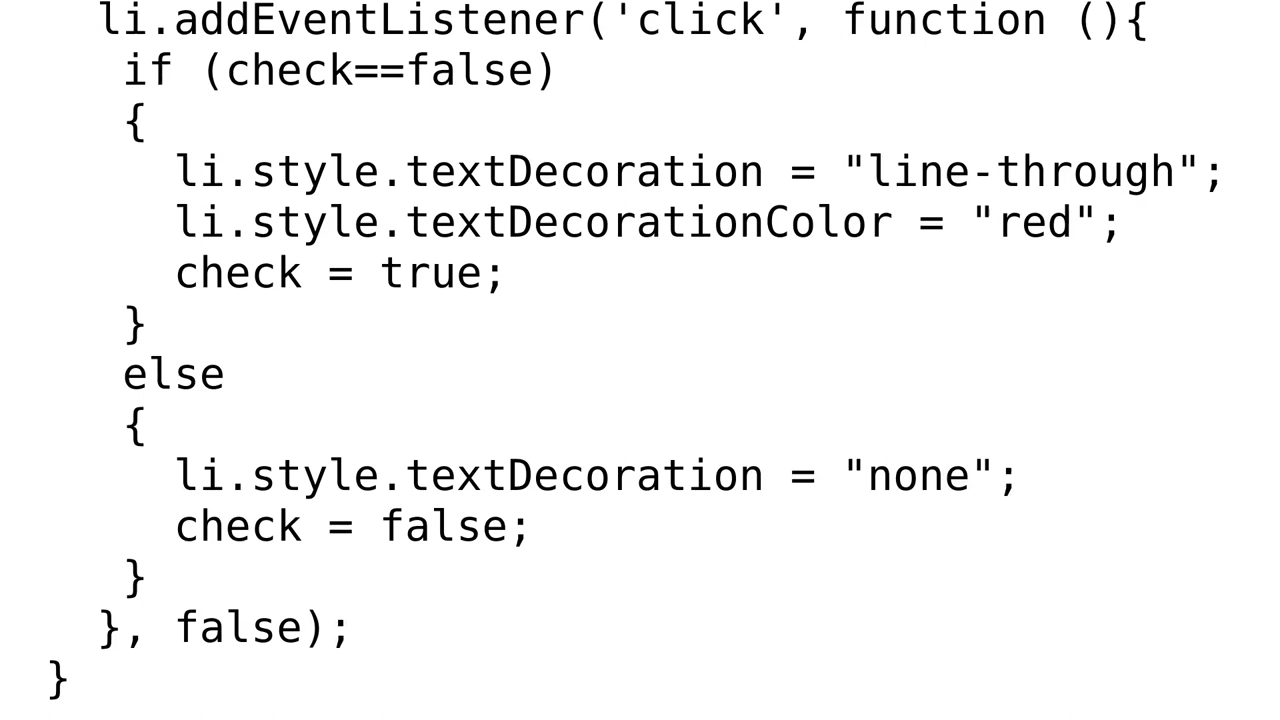 li.addEventListener('click', function (){
if (check==false)
{
li.style.textDecoration = "line-through";
li.style.textDecorationColor = "red";
check = true;
}
else
{
li.style.textDecoration = "none";
check = false;
}
}, false);
}